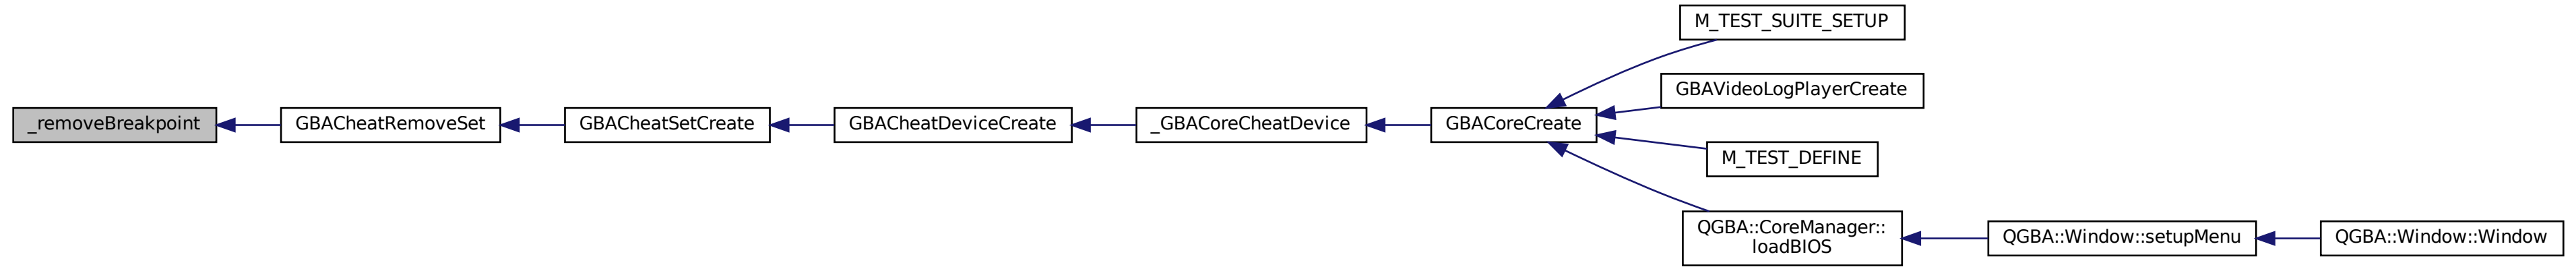 M_TEST_SUITE_SETUP
GBAVideoLogPlayerCreate
_removeBreakpoint
GBACheatRemoveSet
GBACheatSetCreate
GBACheatDeviceCreate
_GBACoreCheatDevice
GBACoreCreate
M_TEST_DEFINE
QGBA::CoreManager::
loadBIOS
QGBA::Window::setupMenu
QGBA::Window::Window